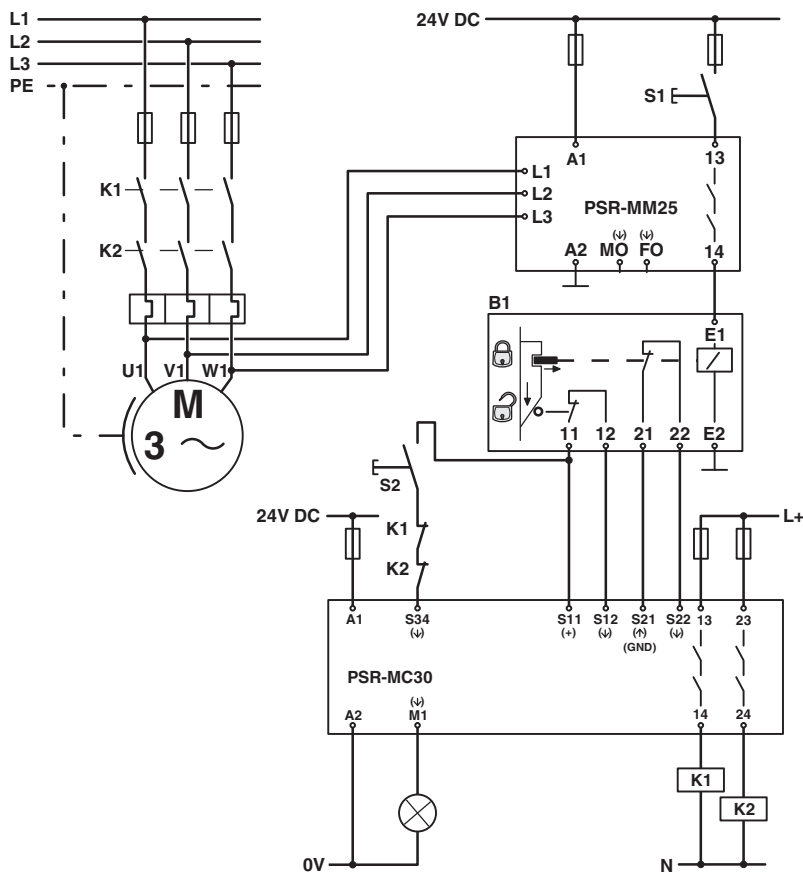 L1
L2
L3
PE
K1
K2
U1 V1 W1
M
3
24V DC
S1
A1 13
L1
L2
L3
PSR-MM25
A2 MO FO 14
B1
E1
11 12 21 22 E2
S2
24V DC
K1
K2
L+
A1 S34 S11 S12 S21 S22 13 23
(+)
(GND)
PSR-MC30
A2 M1 14 24
K1
K2
0V
N